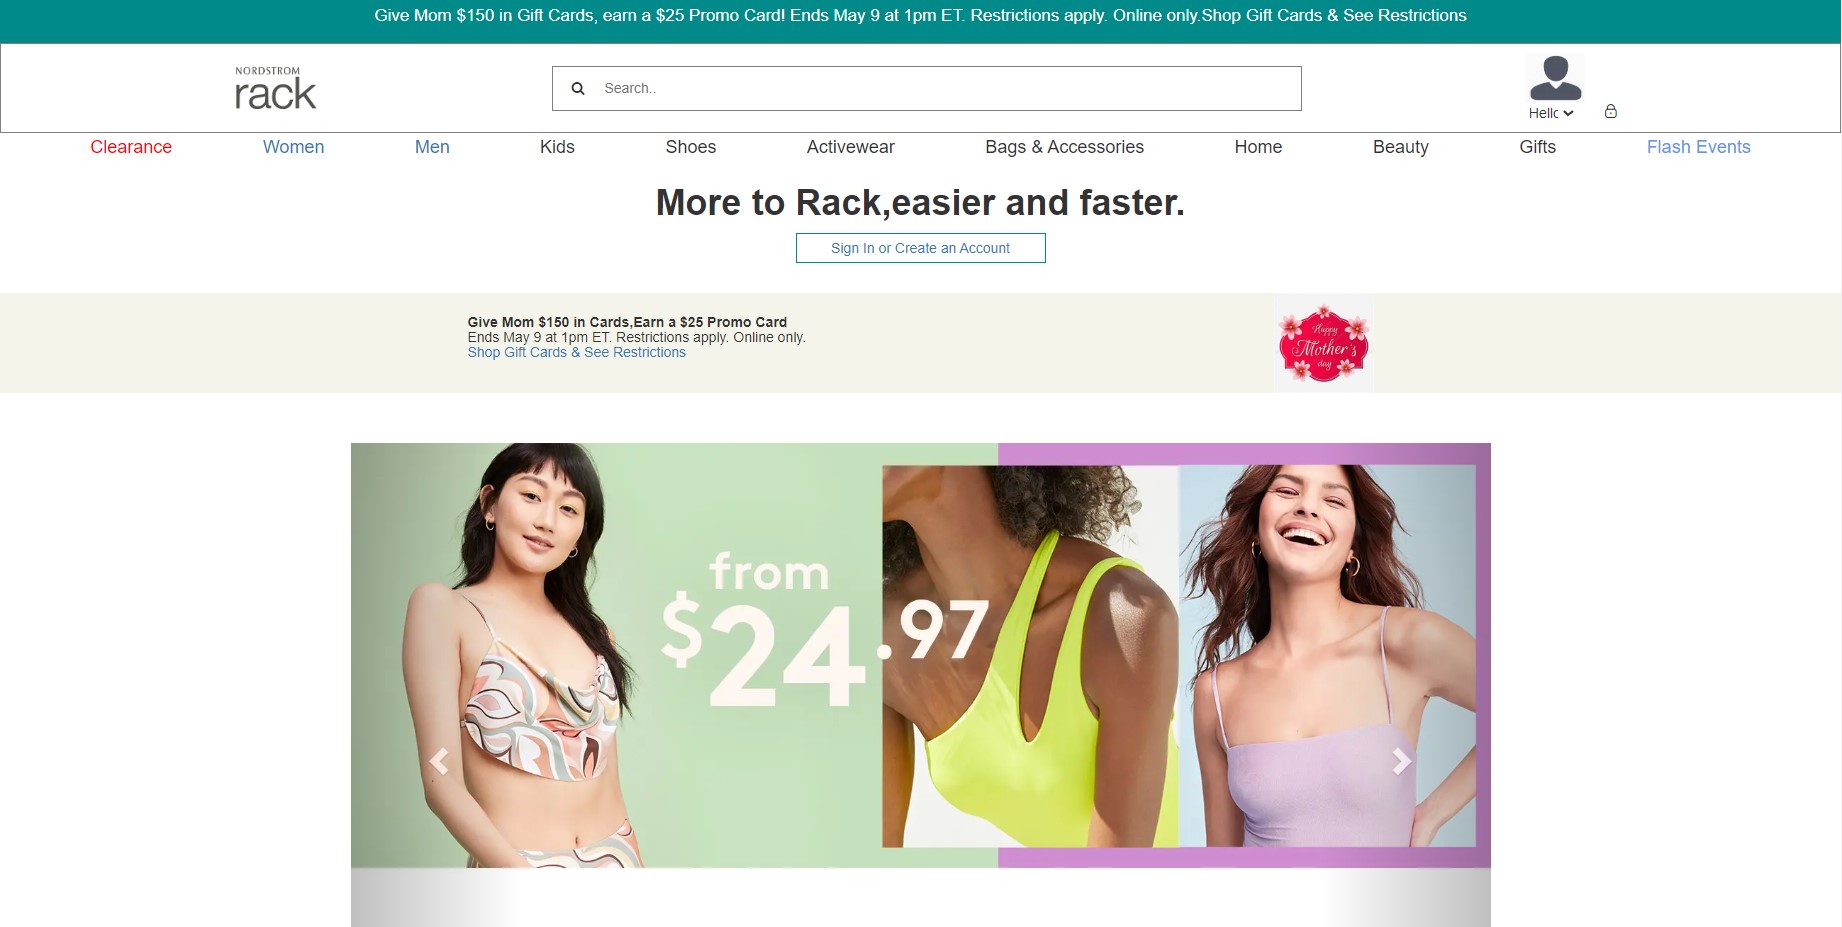 Give Mom $150 in Gift Cards, earn a $25 Promo Card! Ends May 9 at 1pm ET. Restrictions apply. Online only.Shop Gift Cards & See Restrictions
NORDSTROM
rack
Search..
Hello
Clearance Women Men Kids Shoes Activewear Bags & Accessories Home Beauty Gifts Flash Events
More to Rack,easier and faster.
Sign In or Create an Account
Give Mom $150 in Cards,Earn a $25 Promo Card
Ends May 9 at 1pm ET. Restrictions apply. Online only.
Shop Gift Cards & See Restrictions
Happy
Mother's
day
from
$24.97